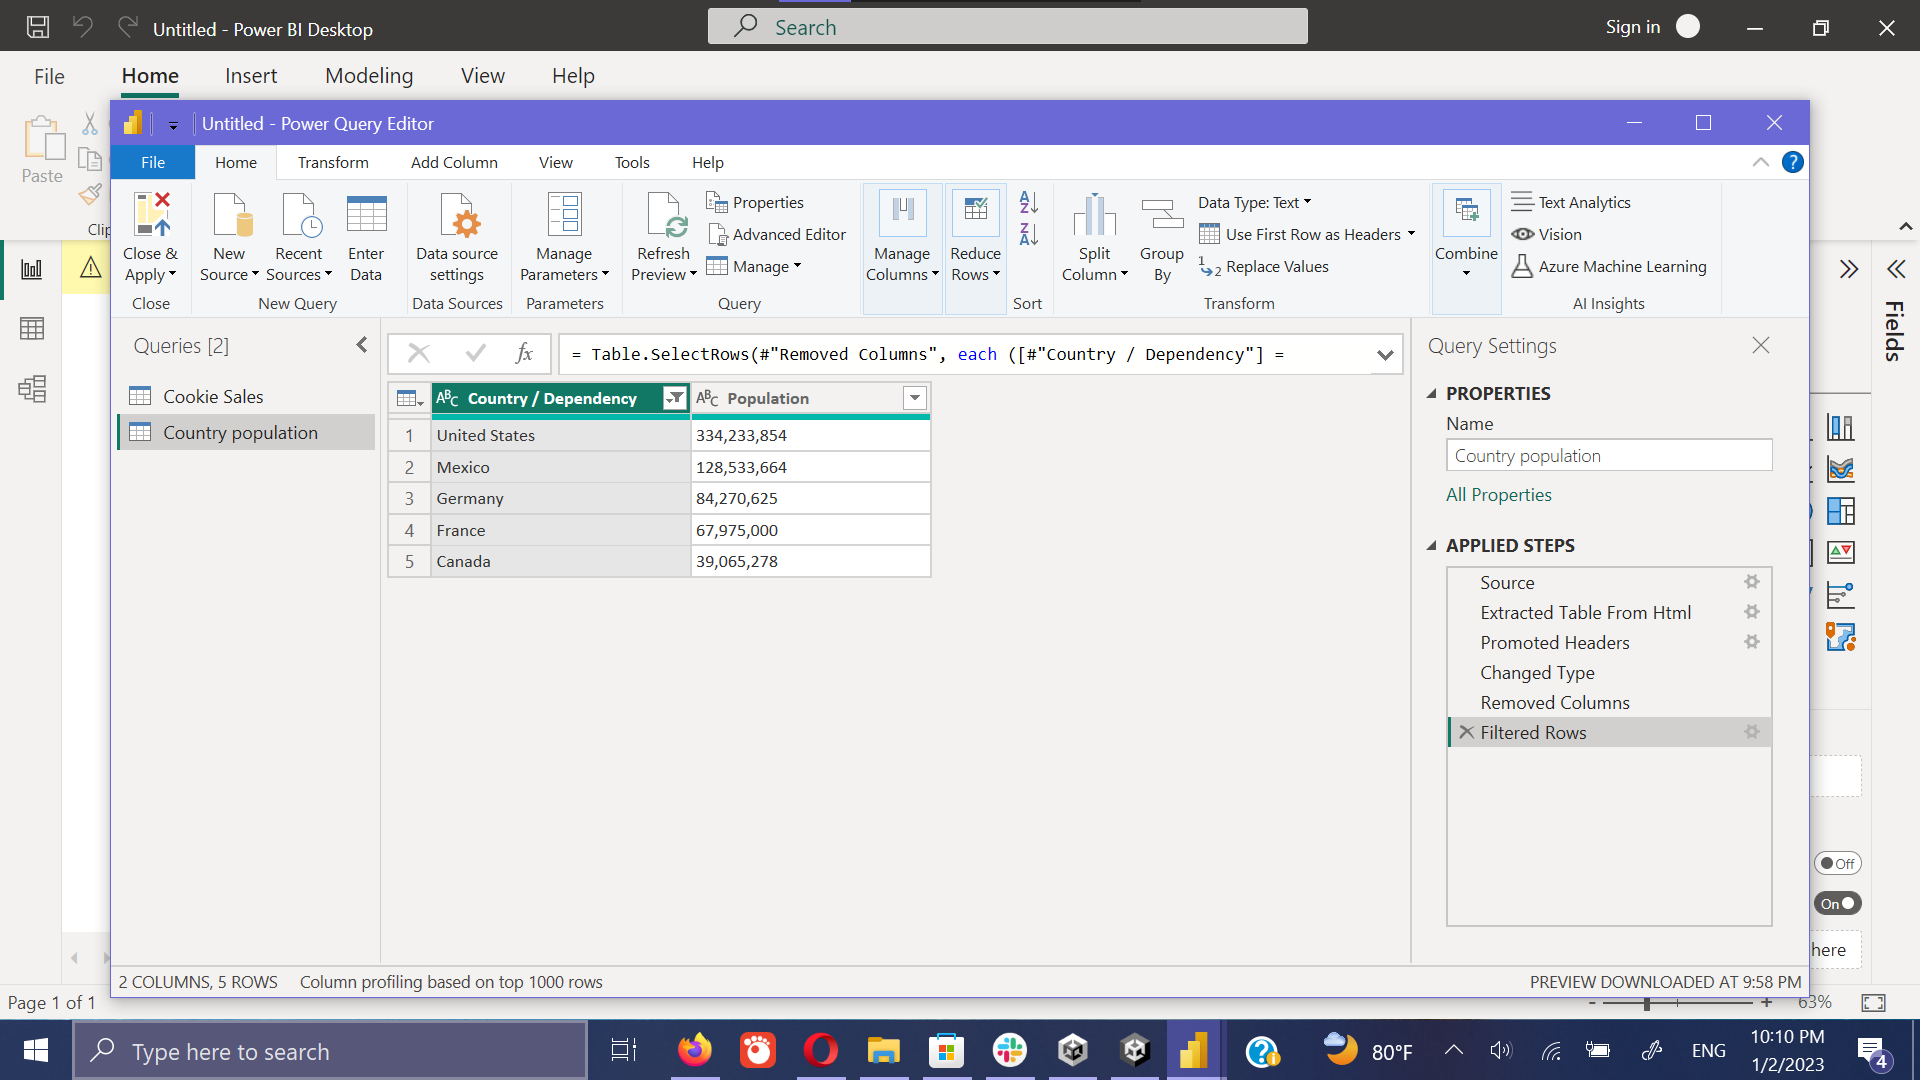 Untitled - Power BI Desktop
Search
Sign in
File
Home
Insert
Modeling
View
Help
Paste
Untitled - Power Query Editor
File
Home
Transform
Add Column
View
Tools
Help
?
Close & Apply
New Source
Recent Sources
Enter Data
Data source settings
Manage Parameters
Refresh Preview
Properties
Advanced Editor
Manage
Manage Columns
Reduce Rows
Split Column
Group By
Data Type: Text
Use First Row as Headers
Replace Values
Combine
Text Analytics
Vision
Azure Machine Learning
Close
New Query
Data Sources
Parameters
Query
Sort
Transform
AI Insights
Fields
Queries [2]
Cookie Sales
Country population
fx
= Table.SelectRows(#"Removed Columns", each ([#"Country / Dependency"] =
ABC Country / Dependency
ABC Population
1 United States 334,233,854
2 Mexico 128,533,664
3 Germany 84,270,625
4 France 67,975,000
5 Canada 39,065,278
Query Settings
PROPERTIES
Name
Country population
All Properties
APPLIED STEPS
Source
Extracted Table From Html
Promoted Headers
Changed Type
Removed Columns
Filtered Rows
Off
On
here
2 COLUMNS, 5 ROWS
Column profiling based on top 1000 rows
PREVIEW DOWNLOADED AT 9:58 PM
Page 1 of 1
63%
Type here to search
80°F
ENG
10:10 PM
1/2/2023
4